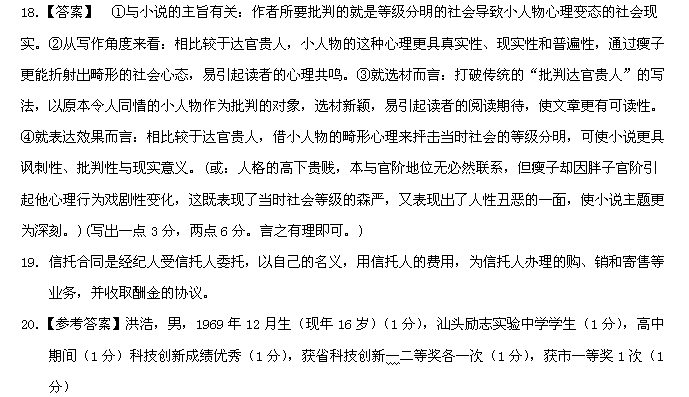 18.【答案】 ①与小说的主旨有关：作者所要批判的就是等级分明的社会导致小人物心理变态的社会现
实。②从写作角度来看：相比较于达官贵人，小人物的这种心理更具真实性、现实性和普遍性，通过瘦子
更能折射出畸形的社会心态，易引起读者的心理共鸣。③就选材而言：打破传统的“批判达官贵人”的写
法，以原本令人同情的小人物作为批判的对象，选材新颖，易引起读者的阅读期待，使文章更有可读性。
④就表达效果而言：相比较于达官贵人，借小人物的畸形心理来抨击当时社会的等级分明，可使小说更具
讽刺性、批判性与现实意义。(或：人格的高下贵贱，本与官阶地位无必然联系，但瘦子却因胖子官阶引
起他心理行为戏剧性变化，这既表现了当时社会等级的森严，又表现出了人性丑恶的一面，使小说主题更
为深刻。)(写出一点 3 分，两点 6 分。言之有理即可。)
19. 信托合同是经纪人受信托人委托，以自己的名义，用信托人的费用，为信托人办理的购、销和寄售等
业务，并收取酬金的协议。
20.【参考答案】洪浩，男，1969 年 12 月生（现年 16 岁）（1 分），汕头励志实验中学学生（1 分），高中
期间（1 分）科技创新成绩优秀（1 分），获省科技创新一二等奖各一次（1 分），获市一等奖 1 次（1
分）